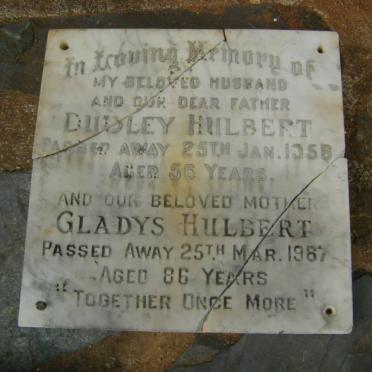 In Loving Memory of
MY BELOVED HUSBAND
AND OUR DEAR FATHER
DUDLEY HULBERT
PASSED AWAY 25TH JAN. 1958
AGED 56 YEARS.
AND OUR BELOVED MOTHER
GLADYS HULBERT
PASSED AWAY 25TH MAR. 1987
AGED 86 YEARS
"TOGETHER ONCE MORE"